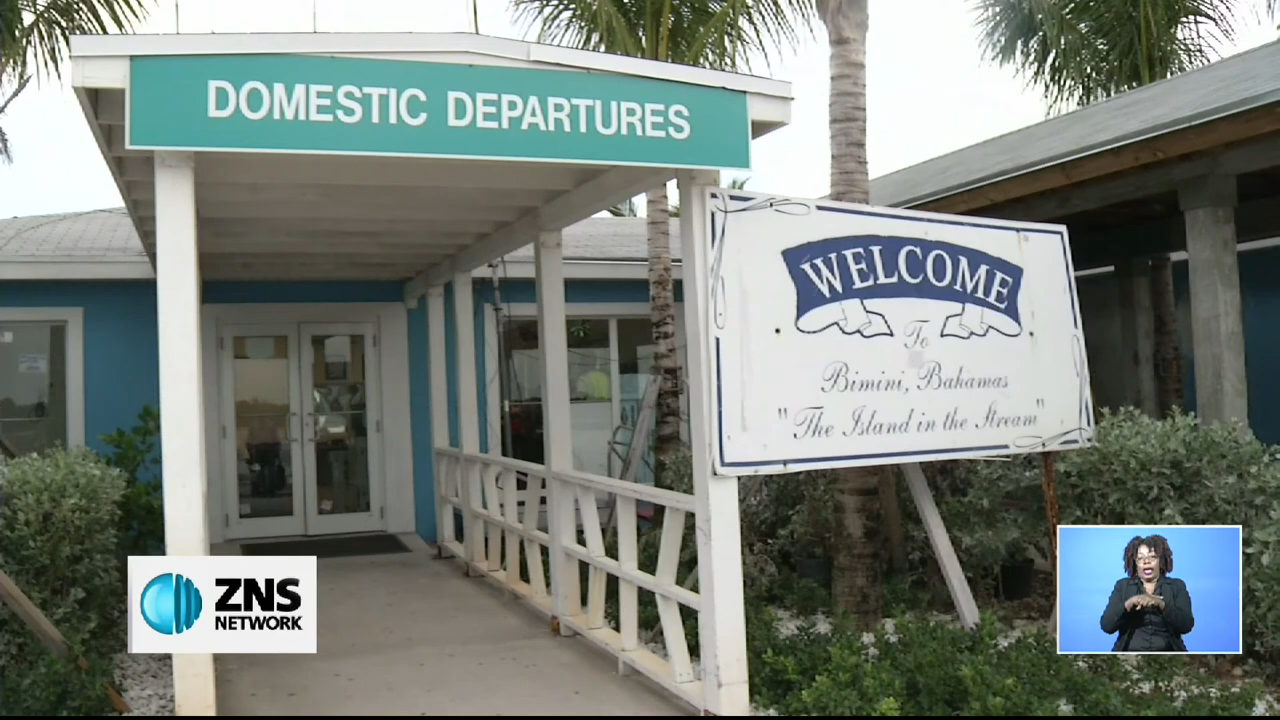 DOMESTIC DEPARTURES
WELCOME
To
Bimini, Bahamas
"The Island in the Stream"
ZNS
NETWORK